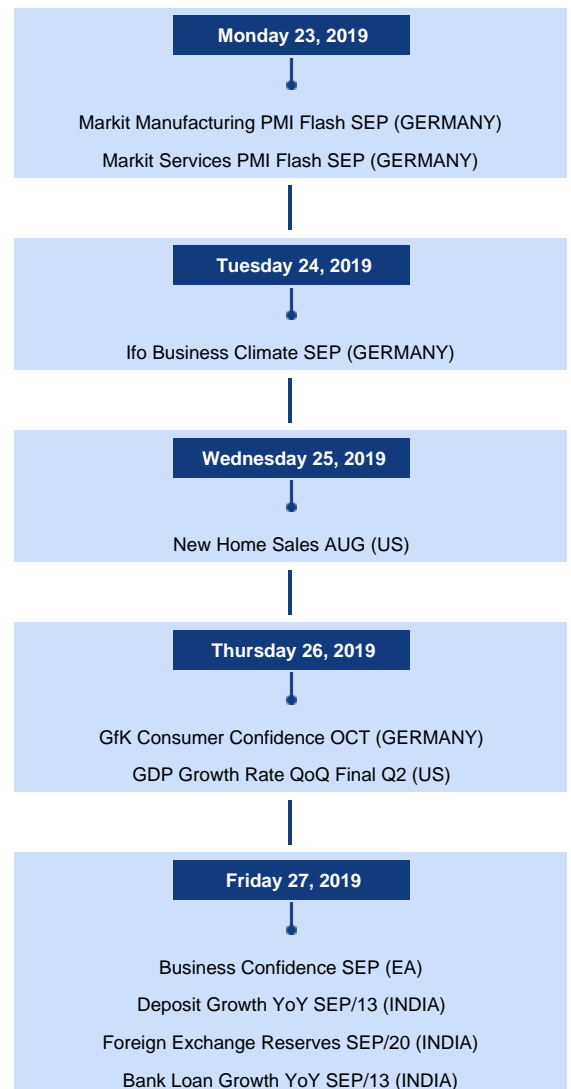 Monday 23, 2019
Markit Manufacturing PMI Flash SEP (GERMANY)
Markit Services PMI Flash SEP (GERMANY)
Tuesday 24, 2019
Ifo Business Climate SEP (GERMANY)
Wednesday 25, 2019
New Home Sales AUG (US)
Thursday 26, 2019
GfK Consumer Confidence OCT (GERMANY)
GDP Growth Rate QoQ Final Q2 (US)
Friday 27, 2019
Business Confidence SEP (EA)
Deposit Growth YoY SEP/13 (INDIA)
Foreign Exchange Reserves SEP/20 (INDIA)
Bank Loan Growth YoY SEP/13 (INDIA)